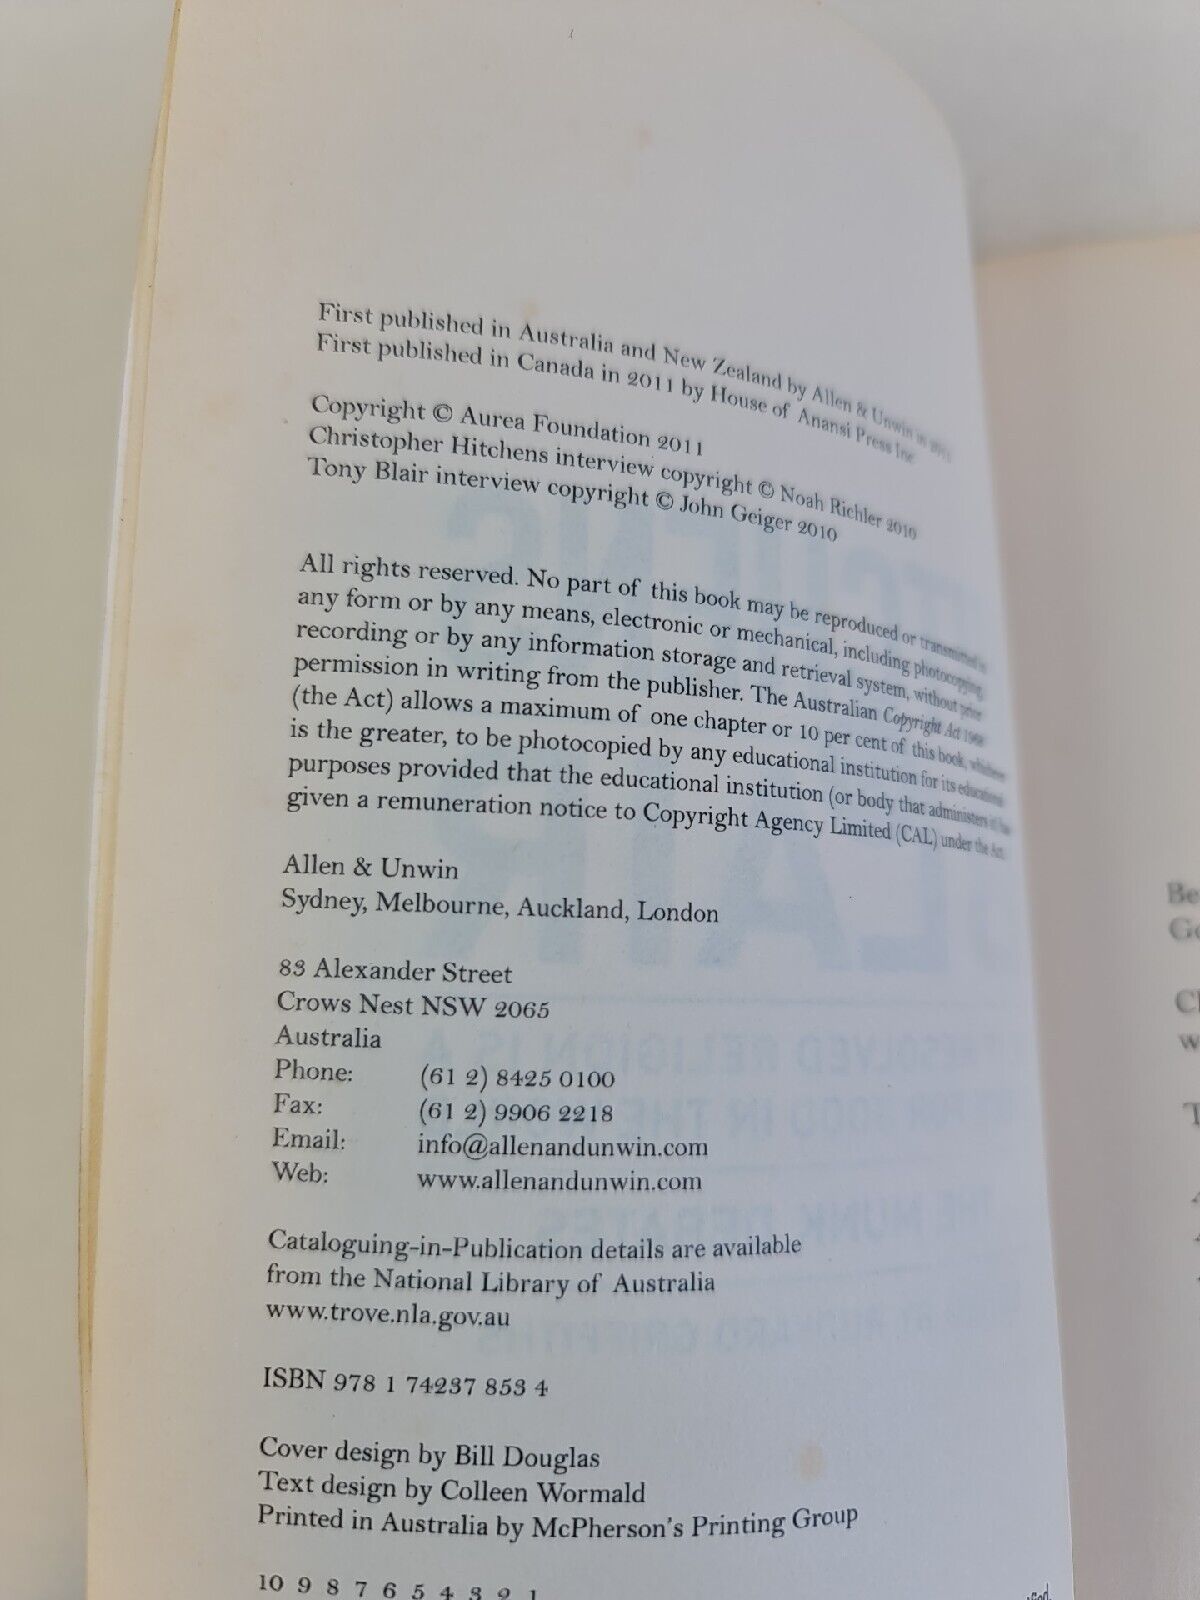 First published in Australia and New Zealand by Allen & Unwin in 2011
First published in Canada in 2011 by House of Anansi Press Inc
Copyright © Aurea Foundation 2011
Christopher Hitchens interview copyright © Noah Richler 2010
Tony Blair interview copyright © John Geiger 2010
All rights reserved. No part of this book may be reproduced or transmitted in
any form or by any means, electronic or mechanical, including photocopying,
recording or by any information storage and retrieval system, without prior
permission in writing from the publisher. The Australian Copyright Act 1968
(the Act) allows a maximum of one chapter or 10 per cent of this book, whichever
is the greater, to be photocopied by any educational institution for its educational
purposes provided that the educational institution (or body that administers it) has
given a remuneration notice to Copyright Agency Limited (CAL) under the Act.
Allen & Unwin
Sydney, Melbourne, Auckland, London
83 Alexander Street
Crows Nest NSW 2065
Australia
Phone: (61 2) 8425 0100
Fax: (61 2) 9906 2218
Email: info@allenandunwin.com
Web: www.allenandunwin.com
Cataloguing-in-Publication details are available
from the National Library of Australia
www.trove.nla.gov.au
ISBN 978 1 74237 853 4
Cover design by Bill Douglas
Text design by Colleen Wormald
Printed in Australia by McPherson's Printing Group
10 9 8 7 6 5 4 3 2 1